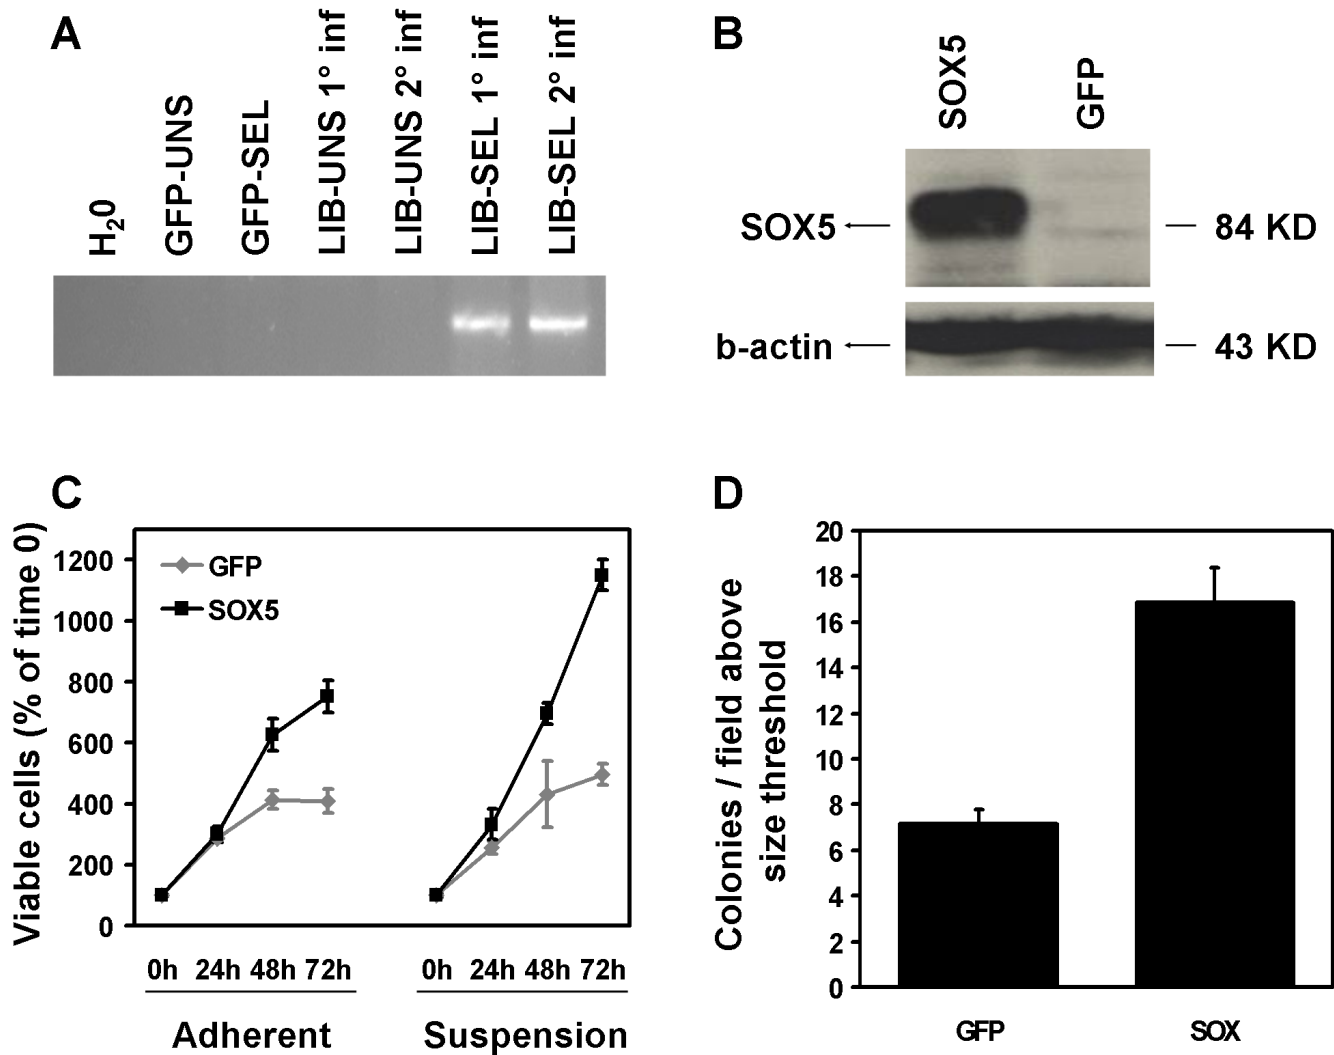 A
H₂0
GFP-UNS
GFP-SEL
LIB-UNS 1° inf
LIB-UNS 2° inf
LIB-SEL 1° inf
LIB-SEL 2° inf
B
SOX5
GFP
SOX5
84 KD
b-actin
43 KD
C
Viable cells (% of time 0)
1200
1000
800
600
400
200
0
GFP
SOX5
0h 24h 48h 72h
0h 24h 48h 72h
Adherent
Suspension
D
Colonies / field above
size threshold
20
18
16
14
12
10
8
6
4
2
0
GFP
SOX